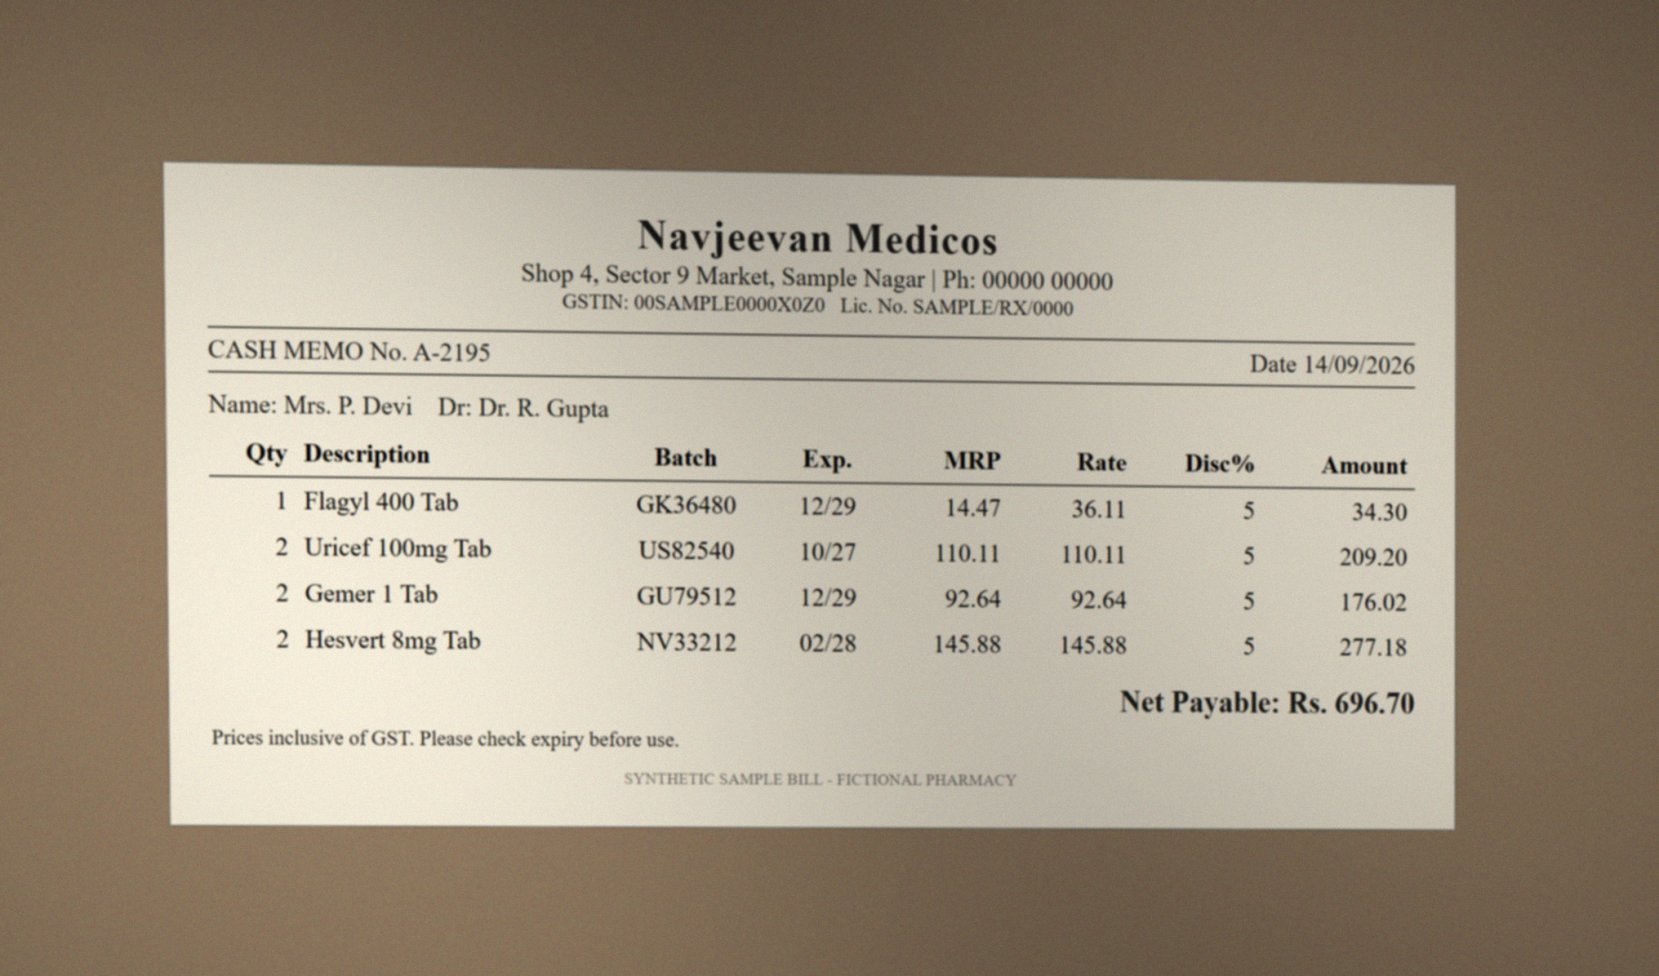 Navjeevan Medicos
Shop 4, Sector 9 Market, Sample Nagar | Ph: 00000 00000
GSTIN: 00SAMPLE0000X0Z0 Lic. No. SAMPLE/RX/0000
CASH MEMO No. A-2195 Date 14/09/2026
Name: Mrs. P. Devi Dr: Dr. R. Gupta
Qty Description Batch Exp. MRP Rate Disc% Amount
1 Flagyl 400 Tab GK36480 12/29 14.47 36.11 5 34.30
2 Uricef 100mg Tab US82540 10/27 110.11 110.11 5 209.20
2 Gemer 1 Tab GU79512 12/29 92.64 92.64 5 176.02
2 Hesvert 8mg Tab NV33212 02/28 145.88 145.88 5 277.18
Net Payable: Rs. 696.70
Prices inclusive of GST. Please check expiry before use.
SYNTHETIC SAMPLE BILL - FICTIONAL PHARMACY